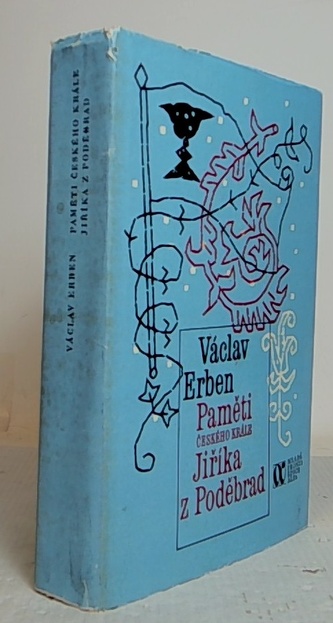 VÁCLAV ERBEN PAMĚTI ČESKÉHO KRÁLE
JIŘÍKA Z PODĚBRAD
Václav
Erben
Paměti
ČESKÉHO KRÁLE
Jiříka
z Poděbrad
MLADÁ
FRONTA